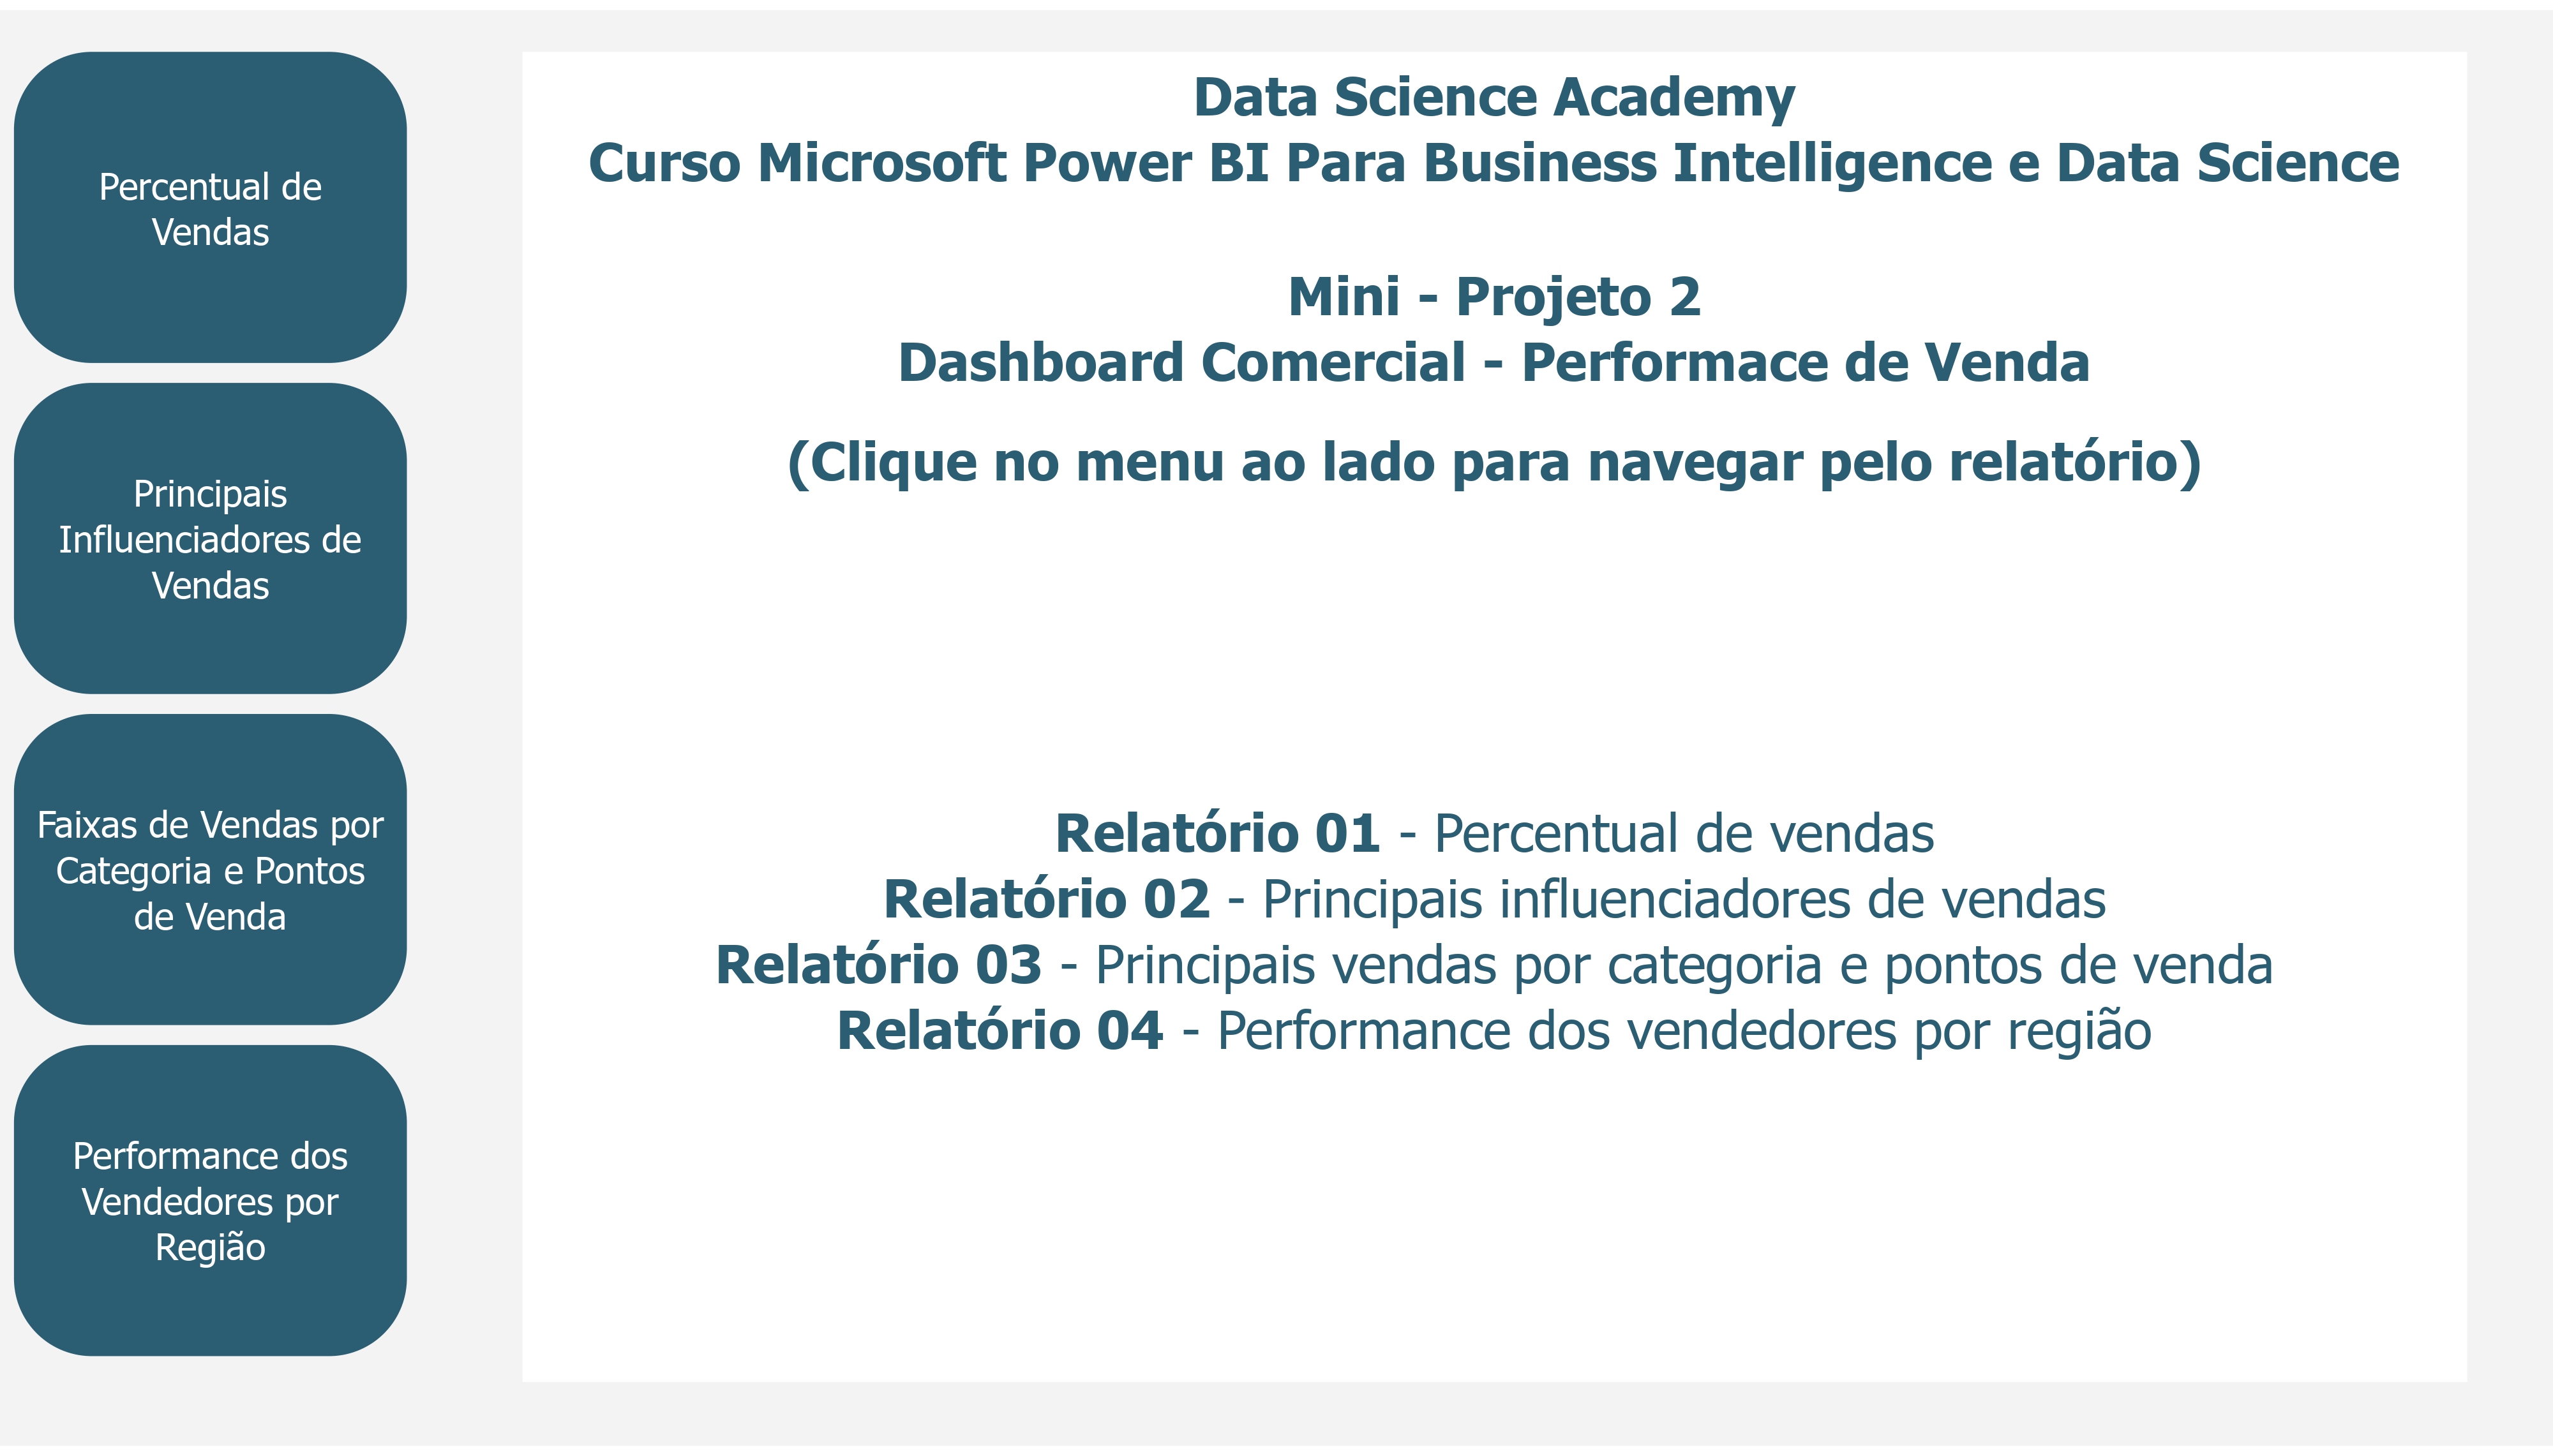 Percentual de
Vendas
Principais
Influenciadores de
Vendas
Faixas de Vendas por
Categoria e Pontos
de Venda
Performance dos
Vendedores por
Região
Data Science Academy
Curso Microsoft Power BI Para Business Intelligence e Data Science
Mini - Projeto 2
Dashboard Comercial - Performace de Venda
(Clique no menu ao lado para navegar pelo relatório)
Relatório 01 - Percentual de vendas
Relatório 02 - Principais influenciadores de vendas
Relatório 03 - Principais vendas por categoria e pontos de venda
Relatório 04 - Performance dos vendedores por região